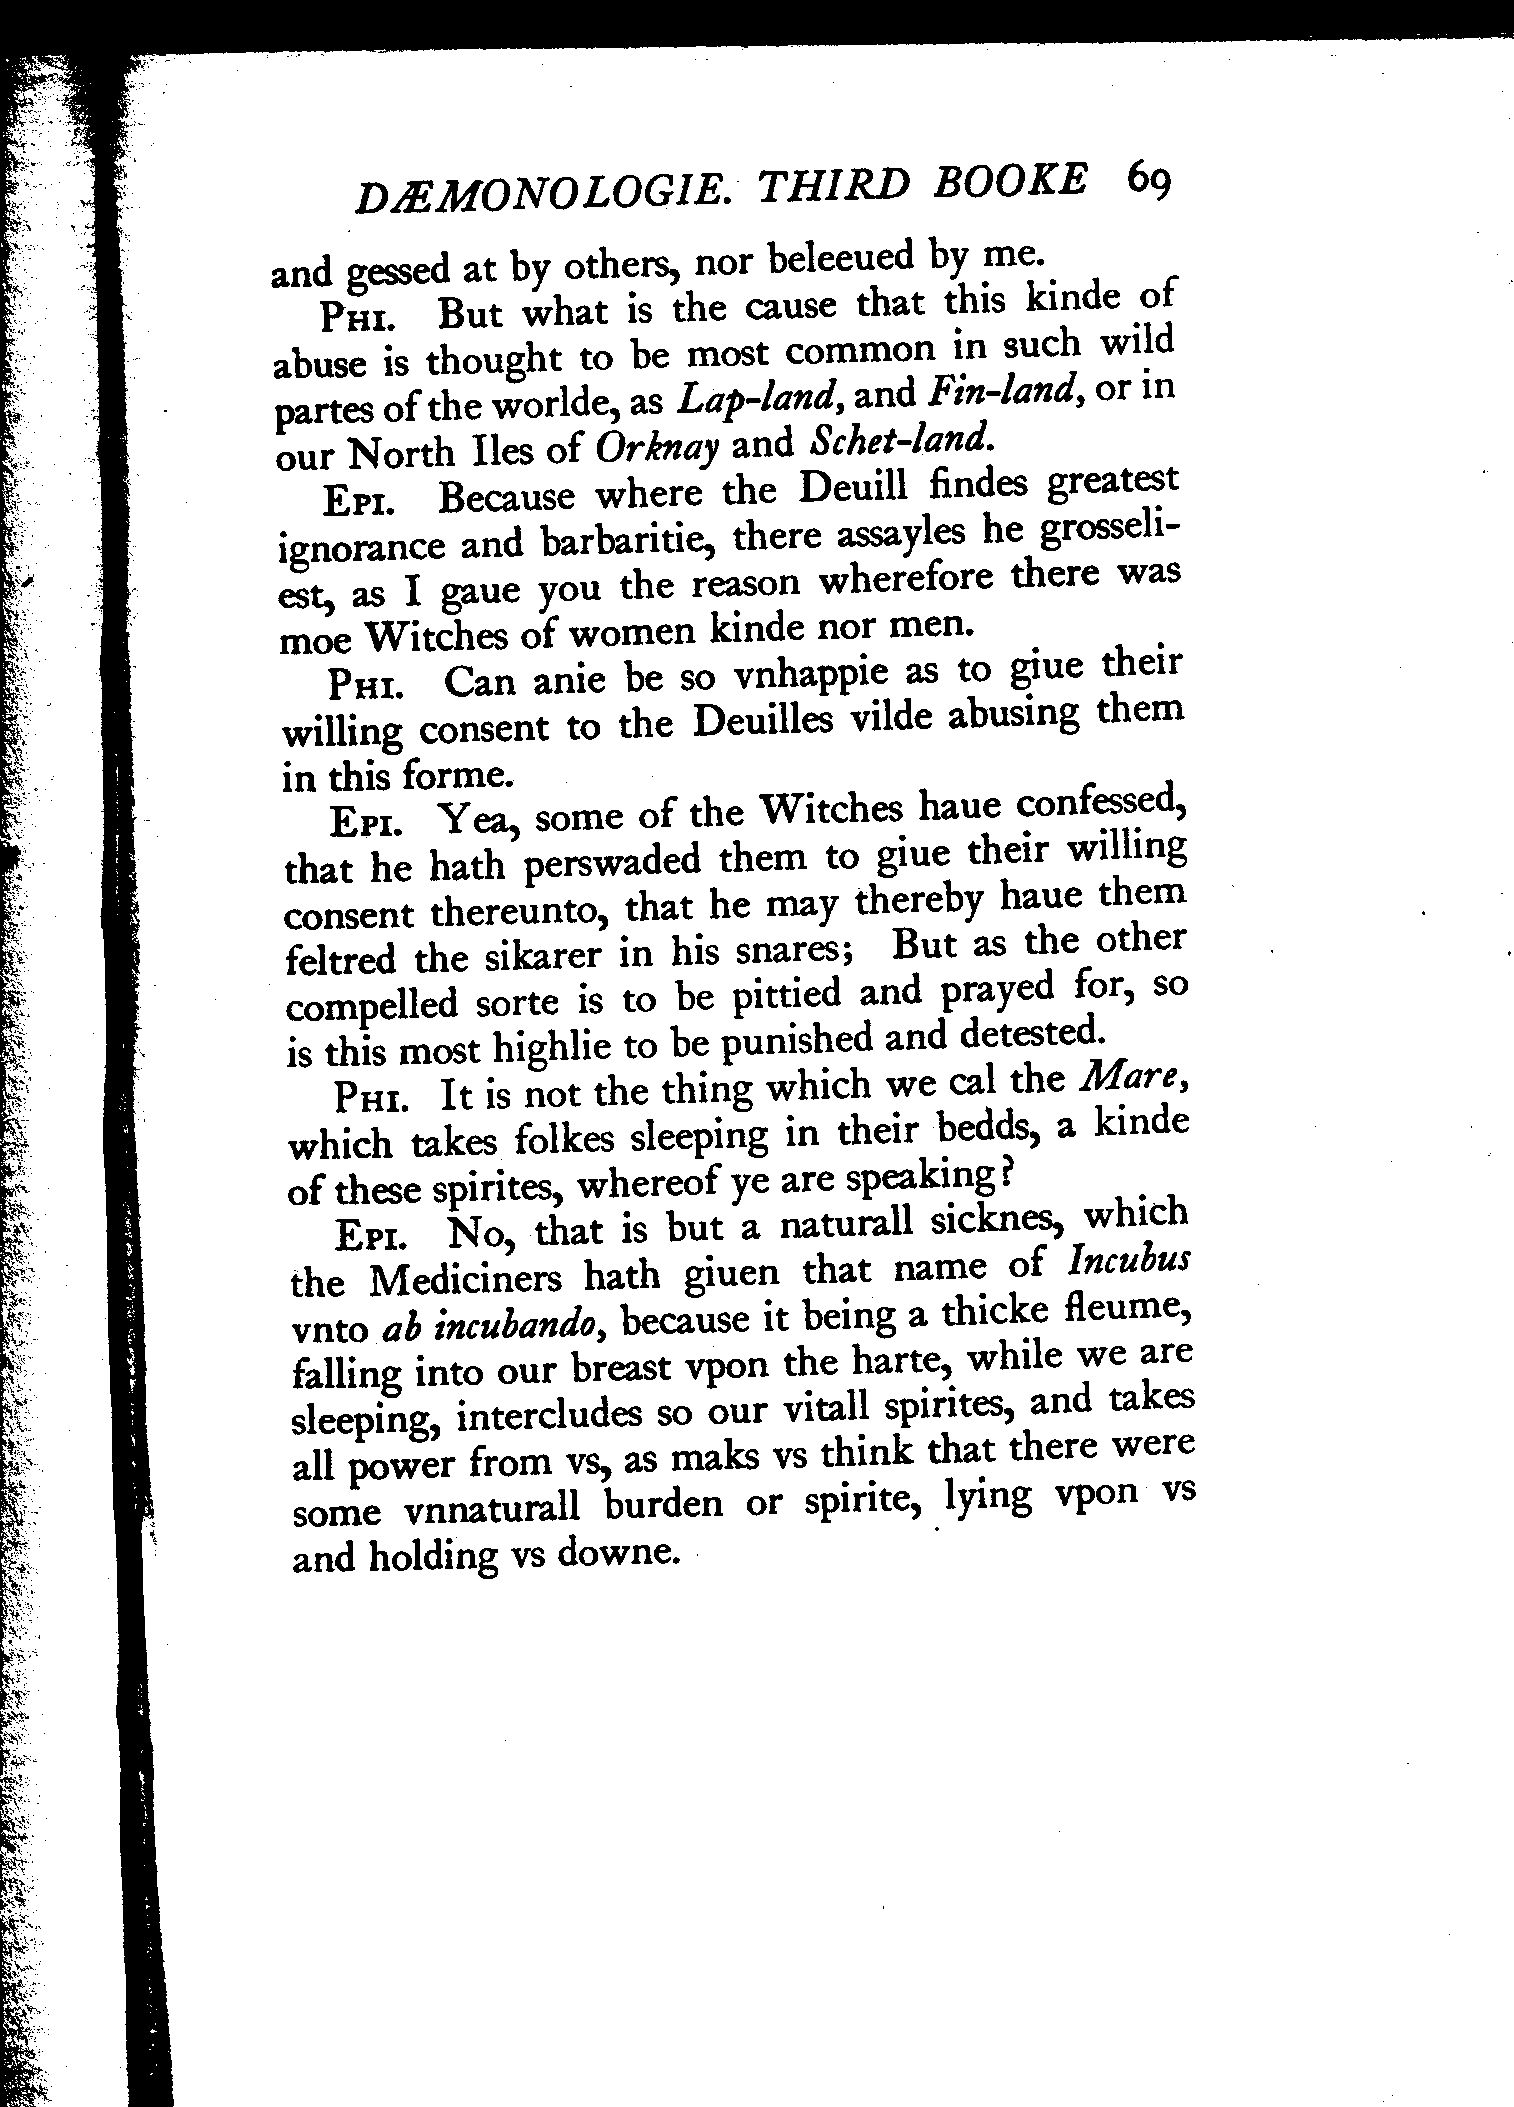 DÆMONOLOGIE. THIRD BOOKE 69
and gessed at by others, nor beleeued by me.
PHI. But what is the cause that this kinde of
abuse is thought to be most common in such wild
partes of the worlde, as Lap-land, and Fin-land, or in
our North Iles of Orknay and Schet-land.
EPI. Because where the Deuill findes greatest
ignorance and barbaritie, there assayles he grosseli-
est, as I gaue you the reason wherefore there was
moe Witches of women kinde nor men.
PHI. Can anie be so vnhappie as to giue their
willing consent to the Deuilles vilde abusing them
in this forme.
EPI. Yea, some of the Witches haue confessed,
that he hath perswaded them to giue their willing
consent thereunto, that he may thereby haue them
feltred the sikarer in his snares; But as the other
compelled sorte is to be pittied and prayed for, so
is this most highlie to be punished and detested.
PHI. It is not the thing which we cal the Mare,
which takes folkes sleeping in their bedds, a kinde
of these spirites, whereof ye are speaking?
EPI. No, that is but a naturall sicknes, which
the Mediciners hath giuen that name of Incubus
vnto ab incubando, because it being a thicke fleume,
falling into our breast vpon the harte, while we are
sleeping, intercludes so our vitall spirites, and takes
all power from vs, as maks vs think that there were
some vnnaturall burden or spirite, lying vpon vs
and holding vs downe.